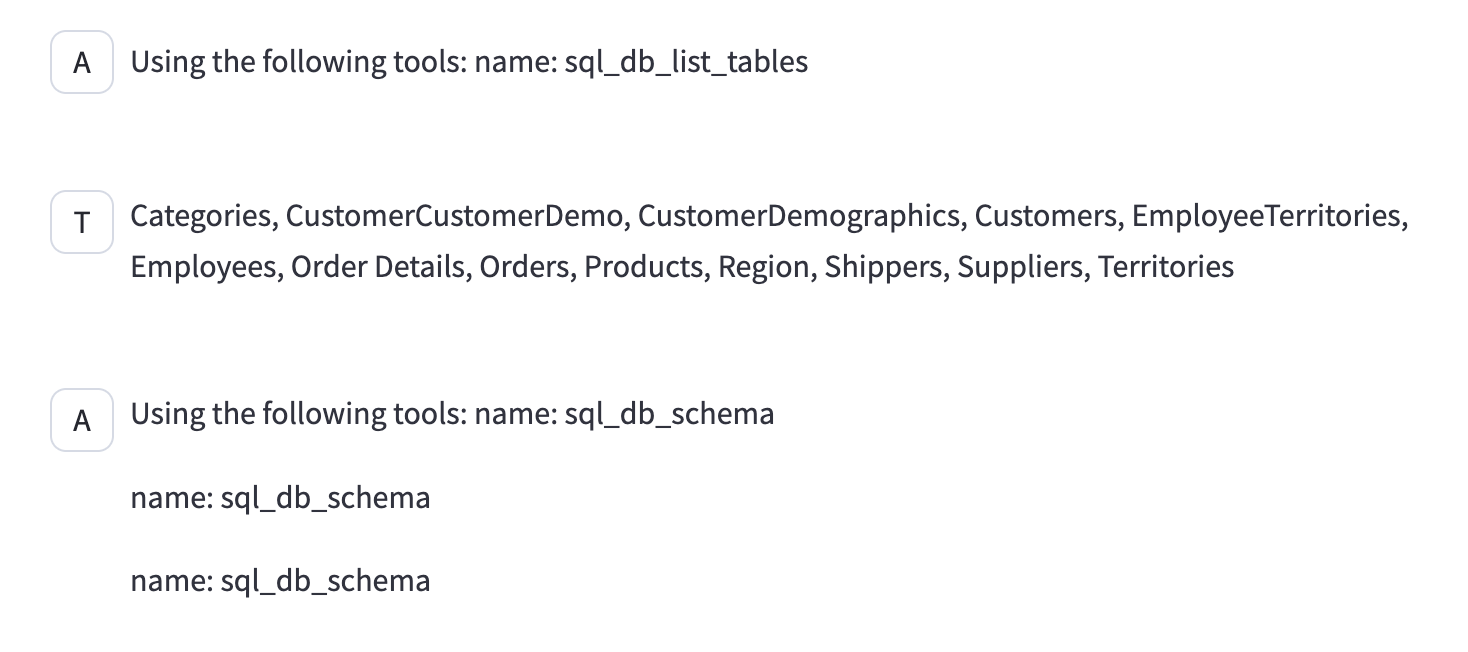 A Using the following tools: name: sql_db_list_tables
T Categories, CustomerCustomerDemo, CustomerDemographics, Customers, EmployeeTerritories,
Employees, Order Details, Orders, Products, Region, Shippers, Suppliers, Territories
A Using the following tools: name: sql_db_schema
name: sql_db_schema
name: sql_db_schema